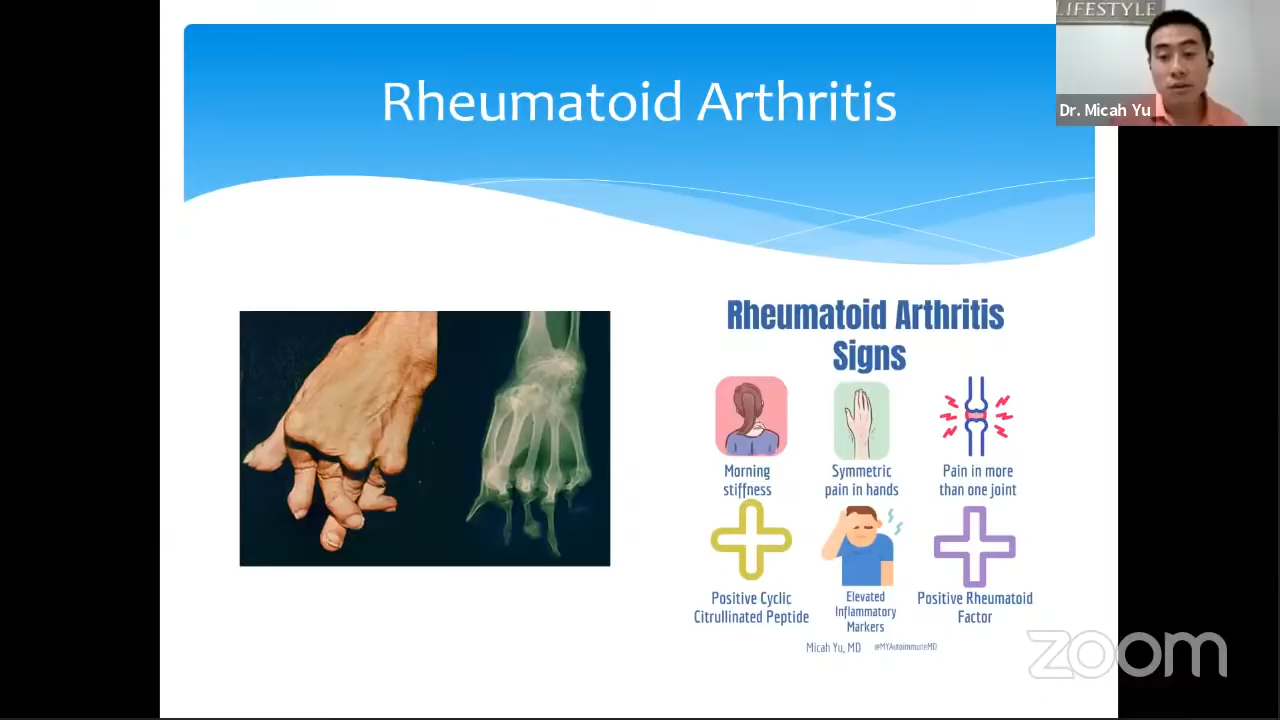 LIFESTYLE
Dr. Micah Yu
Rheumatoid Arthritis
Rheumatoid Arthritis
Signs
Morning
stiffness
Symmetric
pain in hands
Pain in more
than one joint
Positive Cyclic
Citrullinated Peptide
Elevated
Inflammatory
Markers
Positive Rheumatoid
Factor
Micah Yu, MD @MYAutoimmuneMD
zoom